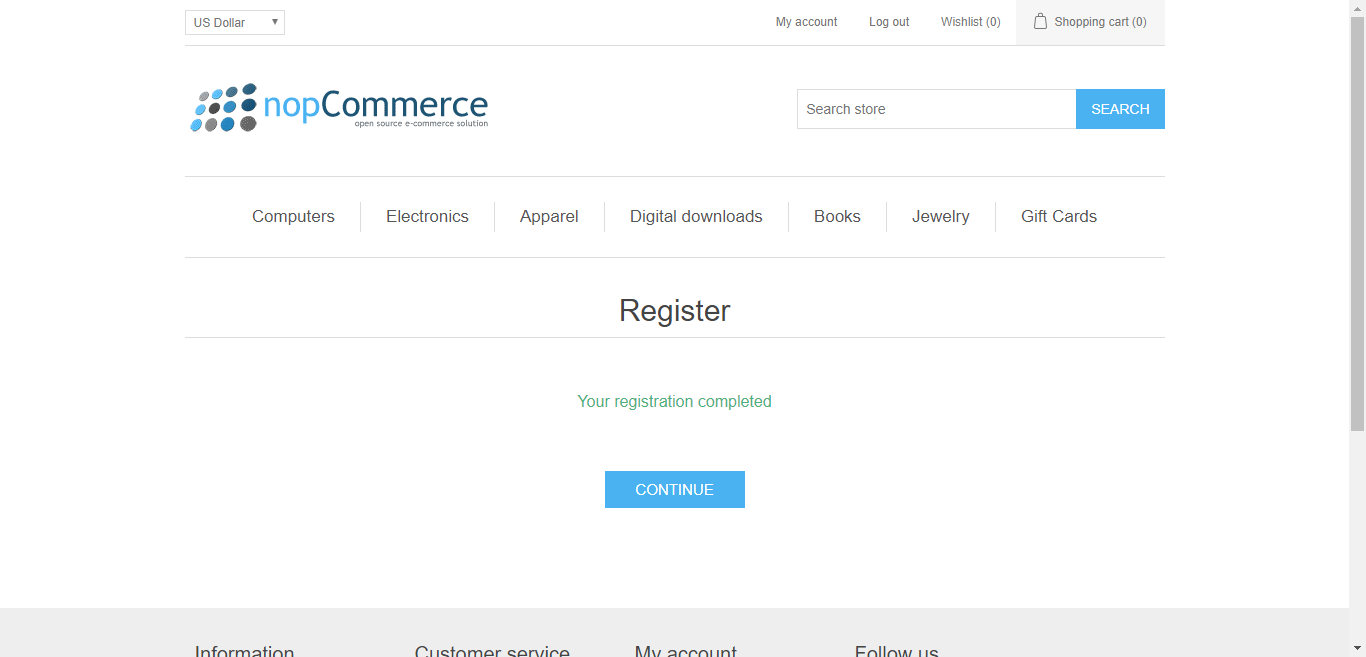 US Dollar
My account
Log out
Wishlist (0)
Shopping cart (0)
nopCommerce
open source e-commerce solution
Search store
SEARCH
Computers
Electronics
Apparel
Digital downloads
Books
Jewelry
Gift Cards
Register
Your registration completed
CONTINUE
Information
Customer service
My account
Follow us